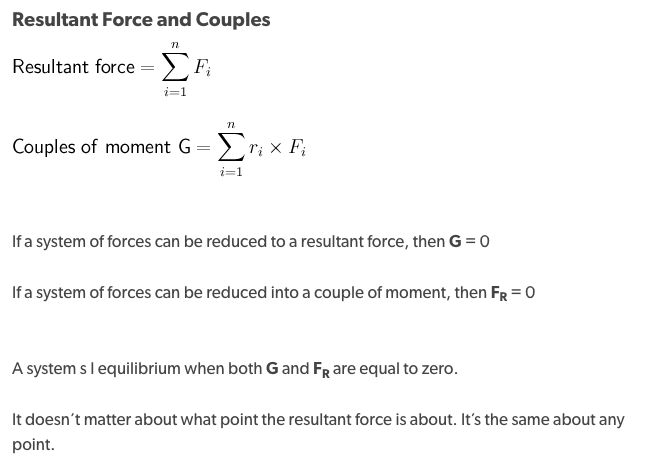 Resultant Force and Couples
Resultant force = \sum_{i=1}^{n} F_i
Couples of moment G = \sum_{i=1}^{n} r_i × F_i
If a system of forces can be reduced to a resultant force, then G = 0
If a system of forces can be reduced into a couple of moment, then F_R = 0
A system s l equilibrium when both G and F_R are equal to zero.
It doesn´t matter about what point the resultant force is about. It's the same about any
point.